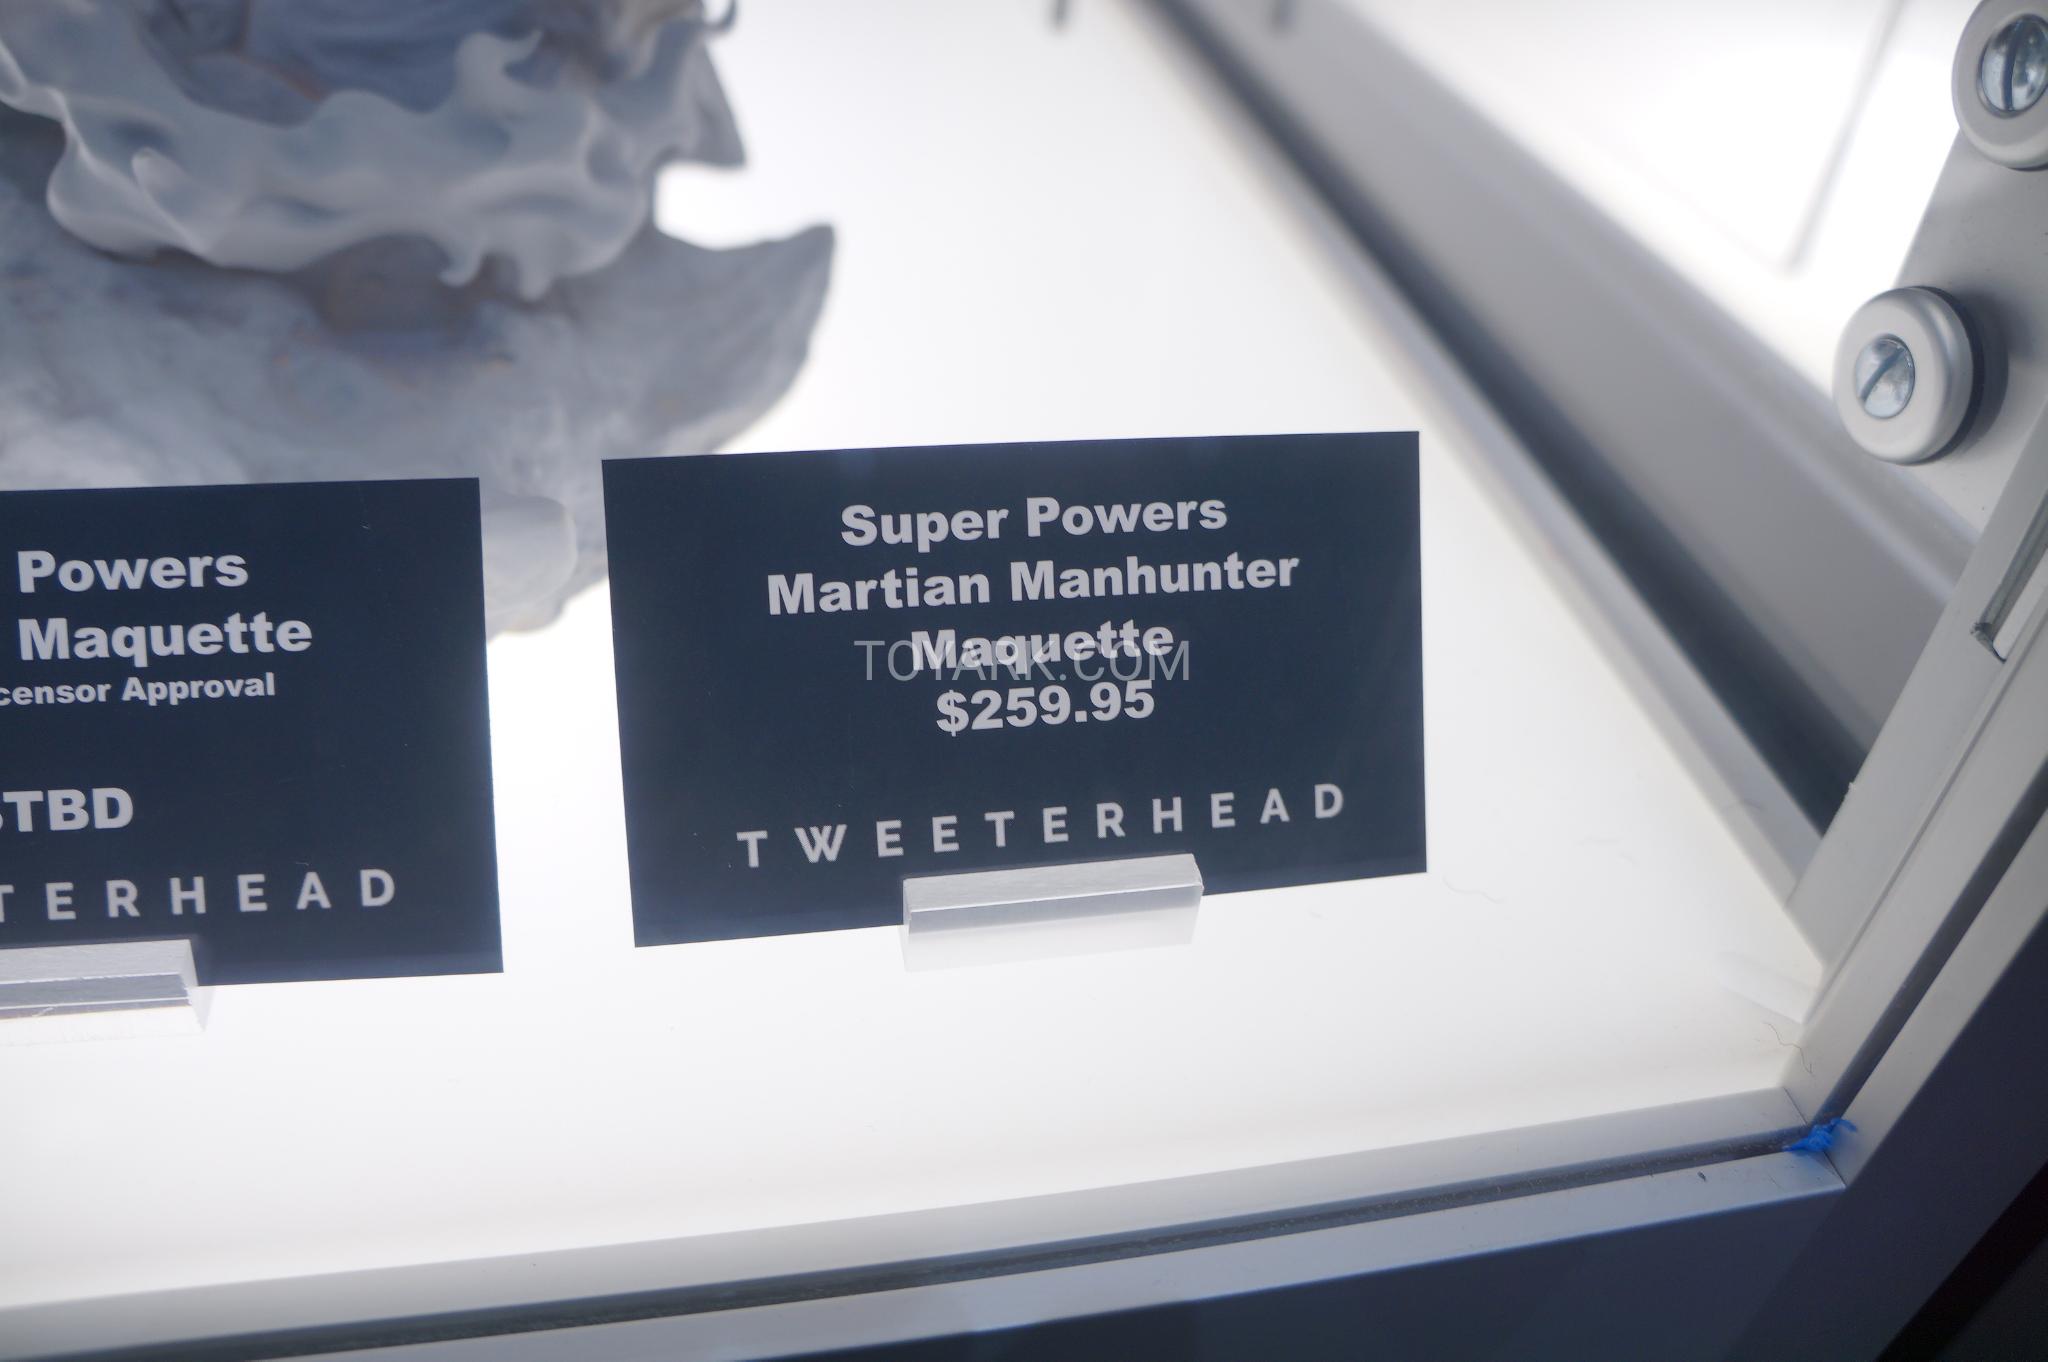 Powers
Maquette
censor Approval
TBD
TERHEAD
Super Powers
Martian Manhunter
Maquette
$259.95
TWEETERHEAD
TOYARK.COM